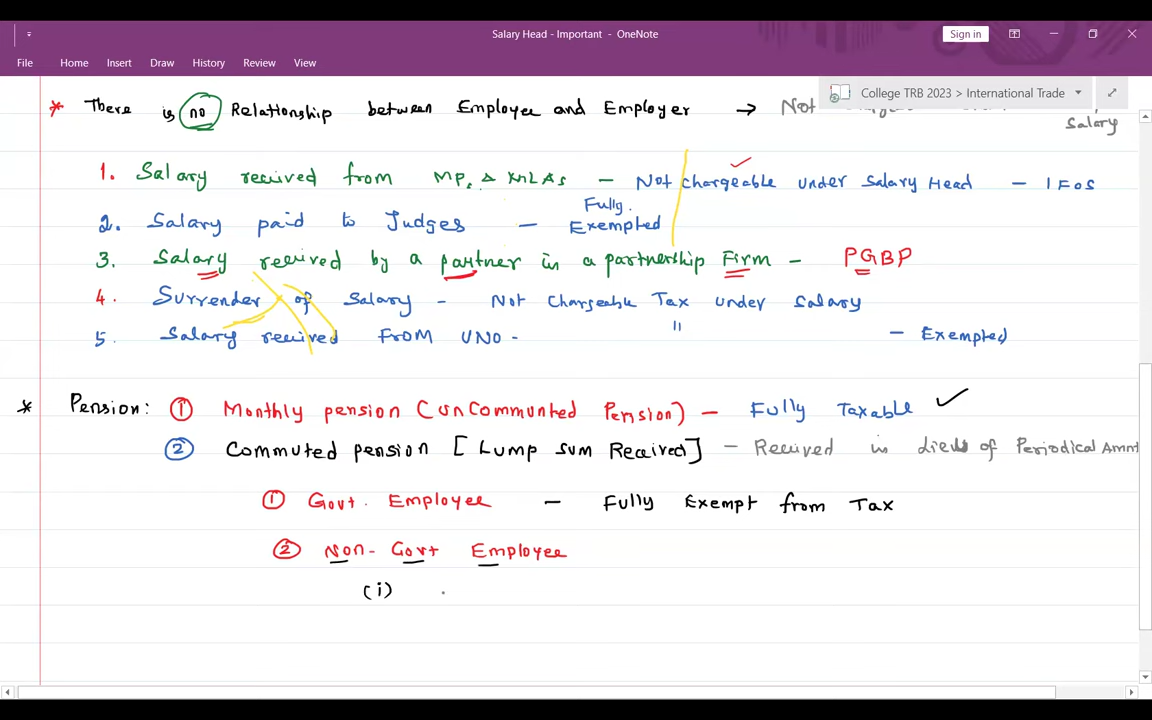 Salary Head - Important - OneNote
Sign in
File Home Insert Draw History Review View
College TRB 2023 > International Trade
* There is no Relationship between Employee and Employer → Not
Salary
1. Salary received from MPs & MLAs - Not chargeable under Salary Head - IFOS
2. Salary paid to Judges - Fully Exempted
3. Salary received by a partner in a partnership Firm - PGBP
4. Surrender of Salary - Not Chargeable Tax under Salary
5. Salary received FROM UNO - " - Exempted
* Pension: ① Monthly pension (unCommunted Pension) - Fully Taxable ✓
② Commuted pension [Lump sum Received] - Received in of Periodical Amnt
① Govt. Employee - Fully Exempt from Tax
② Non-Govt Employee
(i)